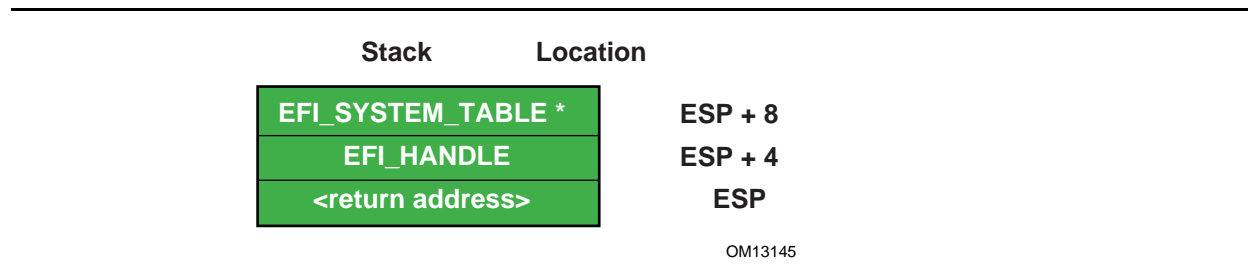 Stack Location
EFI_SYSTEM_TABLE * ESP + 8
EFI_HANDLE ESP + 4
<return address> ESP
OM13145